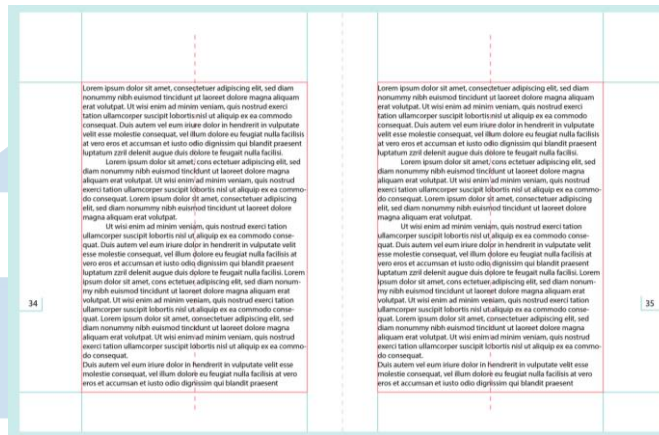 Lorem ipsum dolor sit amet, consectetuer adipiscing elit, sed diam
nonummy nibh euismod tincidunt ut laoreet dolore magna aliquam
erat volutpat. Ut wisi enim ad minim veniam, quis nostrud exerci
tation ullamcorper suscipit lobortis nisl ut aliquip ex ea commodo
consequat. Duis autem vel eum iriure dolor in hendrerit in vulputate
velit esse molestie consequat, vel illum dolore eu feugiat nulla facilisis
at vero eros et accumsan et iusto odio dignissim qui blandit praesent
luptatum zzril delenit augue duis dolore te feugait nulla facilisi.
Lorem ipsum dolor sit amet, cons ectetuer adipiscing elit, sed
diam nonummy nibh euismod tincidunt ut laoreet dolore magna
aliquam erat volutpat. Ut wisi enim ad minim veniam, quis nostrud
exerci tation ullamcorper suscipit lobortis nisl ut aliquip ex ea commo-
do consequat. Lorem ipsum dolor sit amet, consectetuer adipiscing
elit, sed diam nonummy nibh euismod tincidunt ut laoreet dolore
magna aliquam erat volutpat.
Ut wisi enim ad minim veniam, quis nostrud exerci tation
ullamcorper suscipit lobortis nisl ut aliquip ex ea commodo conse-
quat. Duis autem vel eum iriure dolor in hendrerit in vulputate velit
esse molestie consequat, vel illum dolore eu feugiat nulla facilisis at
vero eros et accumsan et iusto odio dignissim qui blandit praesent
luptatum zzril delenit augue duis dolore te feugait nulla facilisi. Lorem
ipsum dolor sit amet, cons ectetuer adipiscing elit, sed diam nonum-
my nibh euismod tincidunt ut laoreet dolore magna aliquam erat
volutpat. Ut wisi enim ad minim veniam, quis nostrud exerci tation
ullamcorper suscipit lobortis nisl ut aliquip ex ea commodo conse-
quat. Lorem ipsum dolor sit amet, consectetuer adipiscing elit, sed
diam nonummy nibh euismod tincidunt ut laoreet dolore magna
aliquam erat volutpat. Ut wisi enim ad minim veniam, quis nostrud
exerci tation ullamcorper suscipit lobortis nisl ut aliquip ex ea commo-
do consequat.
Duis autem vel eum iriure dolor in hendrerit in vulputate velit esse
molestie consequat, vel illum dolore eu feugiat nulla facilisis at vero
eros et accumsan et iusto odio dignissim qui blandit praesent
34
Lorem ipsum dolor sit amet, consectetuer adipiscing elit, sed diam
nonummy nibh euismod tincidunt ut laoreet dolore magna aliquam
erat volutpat. Ut wisi enim ad minim veniam, quis nostrud exerci
tation ullamcorper suscipit lobortis nisl ut aliquip ex ea commodo
consequat. Duis autem vel eum iriure dolor in hendrerit in vulputate
velit esse molestie consequat, vel illum dolore eu feugiat nulla facilisis
at vero eros et accumsan et iusto odio dignissim qui blandit praesent
luptatum zzril delenit augue duis dolore te feugait nulla facilisi.
Lorem ipsum dolor sit amet, cons ectetuer adipiscing elit, sed
diam nonummy nibh euismod tincidunt ut laoreet dolore magna
aliquam erat volutpat. Ut wisi enim ad minim veniam, quis nostrud
exerci tation ullamcorper suscipit lobortis nisl ut aliquip ex ea commo-
do consequat. Lorem ipsum dolor sit amet, consectetuer adipiscing
elit, sed diam nonummy nibh euismod tincidunt ut laoreet dolore
magna aliquam erat volutpat.
Ut wisi enim ad minim veniam, quis nostrud exerci tation
ullamcorper suscipit lobortis nisl ut aliquip ex ea commodo conse-
quat. Duis autem vel eum iriure dolor in hendrerit in vulputate velit
esse molestie consequat, vel illum dolore eu feugiat nulla facilisis at
vero eros et accumsan et iusto odio dignissim qui blandit praesent
luptatum zzril delenit augue duis dolore te feugait nulla facilisi. Lorem
ipsum dolor sit amet, cons ectetuer adipiscing elit, sed diam nonum-
my nibh euismod tincidunt ut laoreet dolore magna aliquam erat
volutpat. Ut wisi enim ad minim veniam, quis nostrud exerci tation
ullamcorper suscipit lobortis nisl ut aliquip ex ea commodo conse-
quat. Lorem ipsum dolor sit amet, consectetuer adipiscing elit, sed
diam nonummy nibh euismod tincidunt ut laoreet dolore magna
aliquam erat volutpat. Ut wisi enim ad minim veniam, quis nostrud
exerci tation ullamcorper suscipit lobortis nisl ut aliquip ex ea commo-
do consequat.
Duis autem vel eum iriure dolor in hendrerit in vulputate velit esse
molestie consequat, vel illum dolore eu feugiat nulla facilisis at vero
eros et accumsan et iusto odio dignissim qui blandit praesent
35